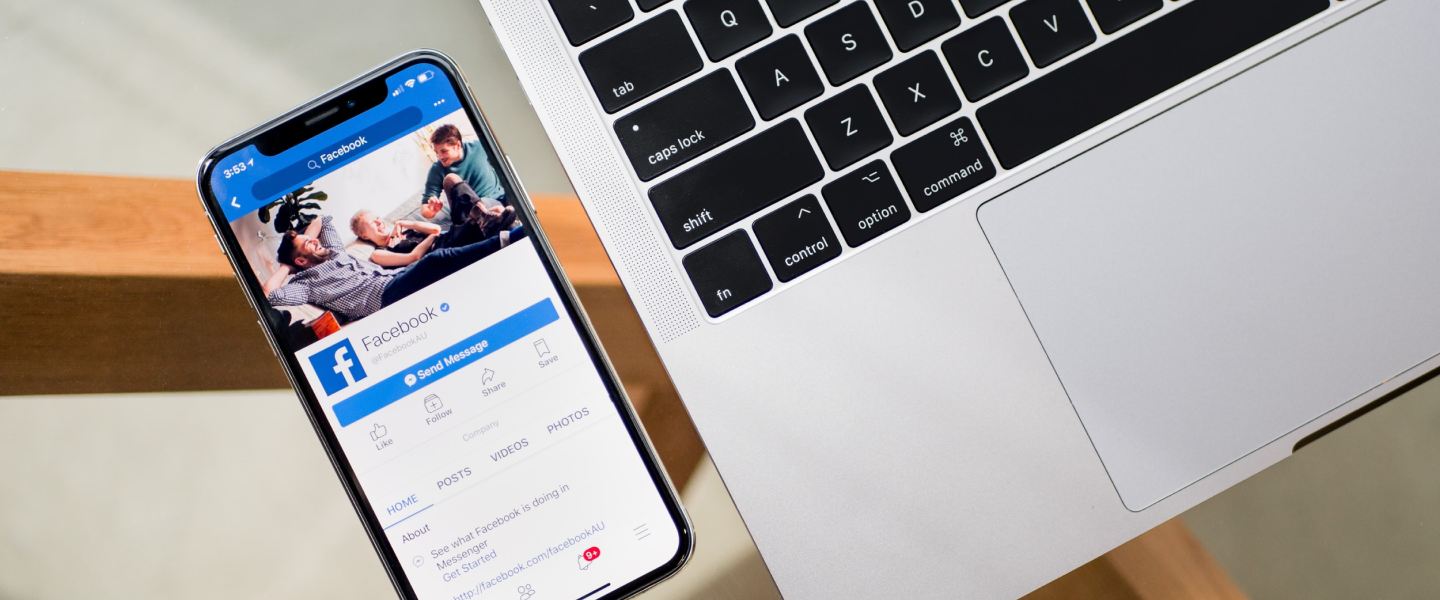 3:53
Facebook
Facebook
@FacebookAU
Send Message
Like
Follow
Share
Save
Company
HOME
POSTS
VIDEOS
PHOTOS
About
See what Facebook is doing in
Messenger
Get Started
http://facebook.com/facebookAU
9+
`
tab
Q
D
caps lock
A
S
shift
Z
X
C
V
fn
control
option
command